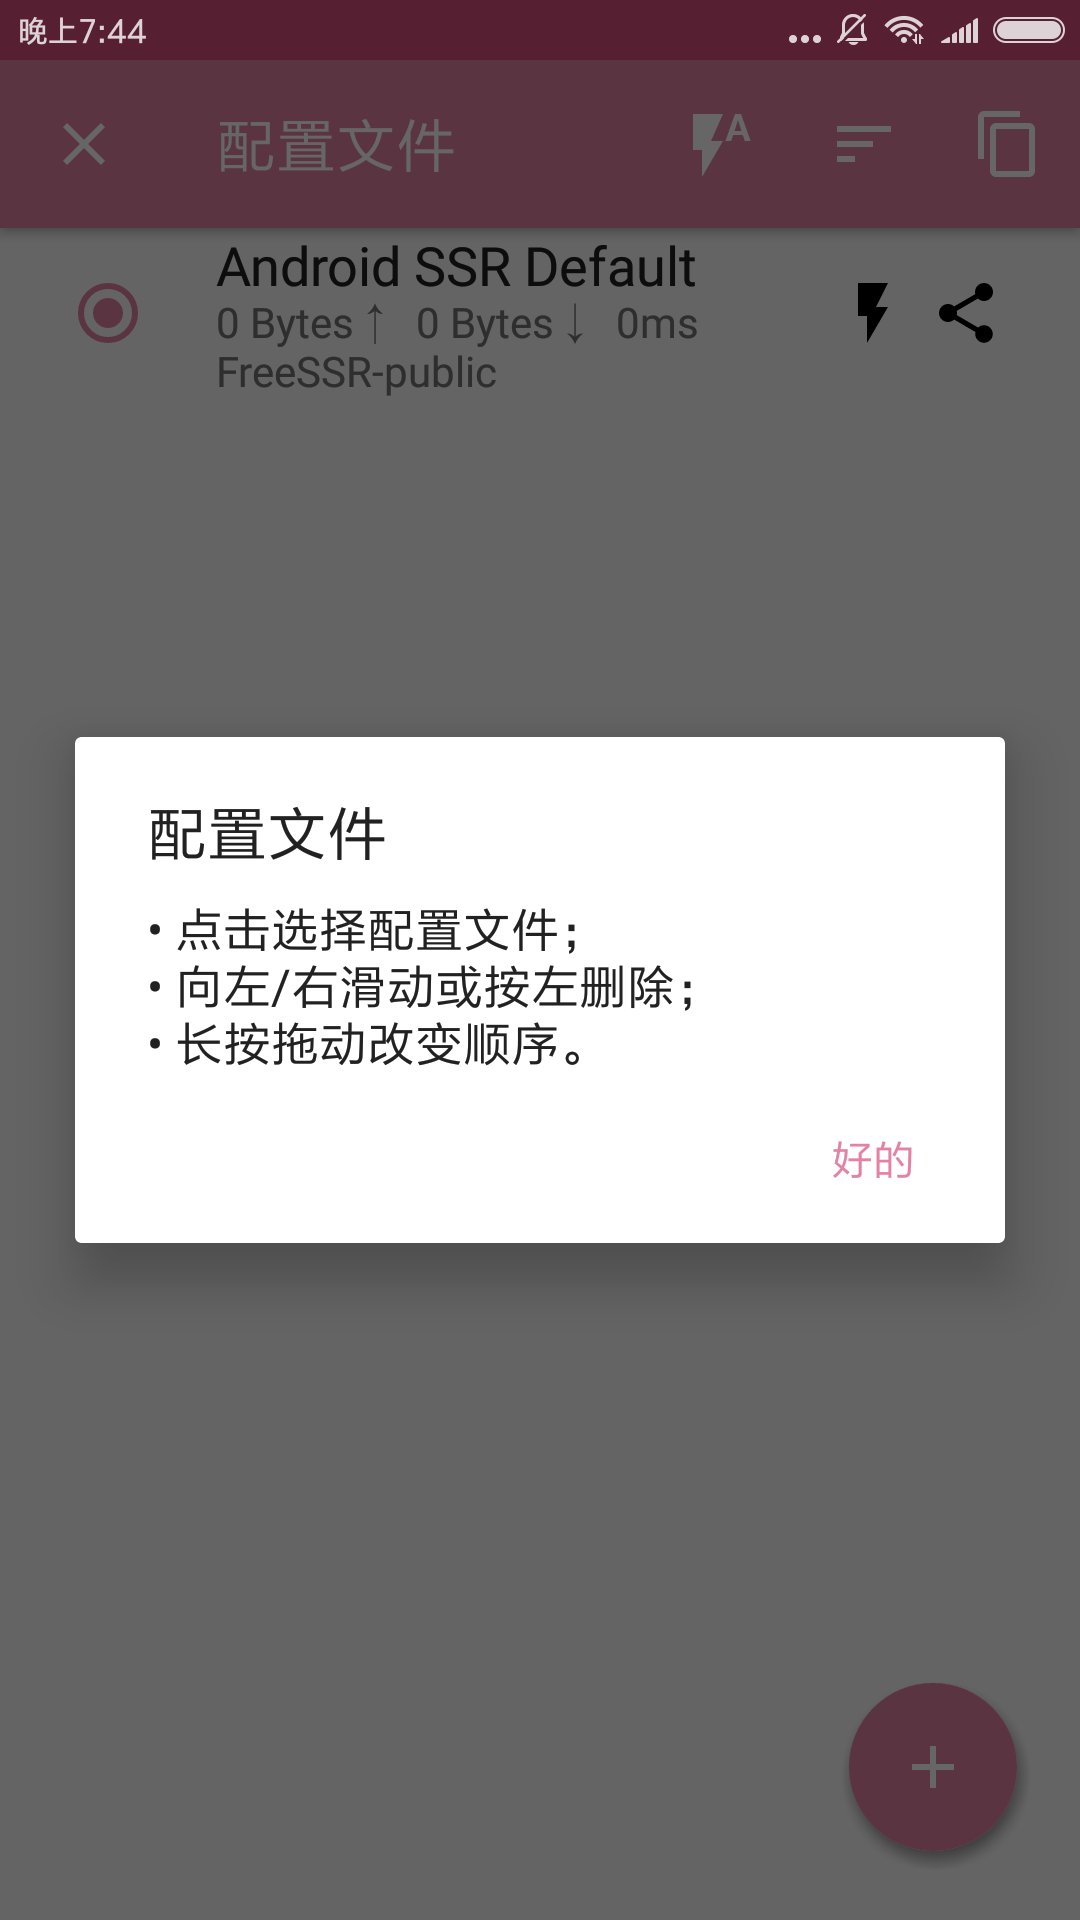 晚上7:44
配置文件
A
Android SSR Default
0 Bytes↑ 0 Bytes↓ 0ms
FreeSSR-public
配置文件
• 点击选择配置文件；
• 向左/右滑动或按左删除；
• 长按拖动改变顺序。
好的